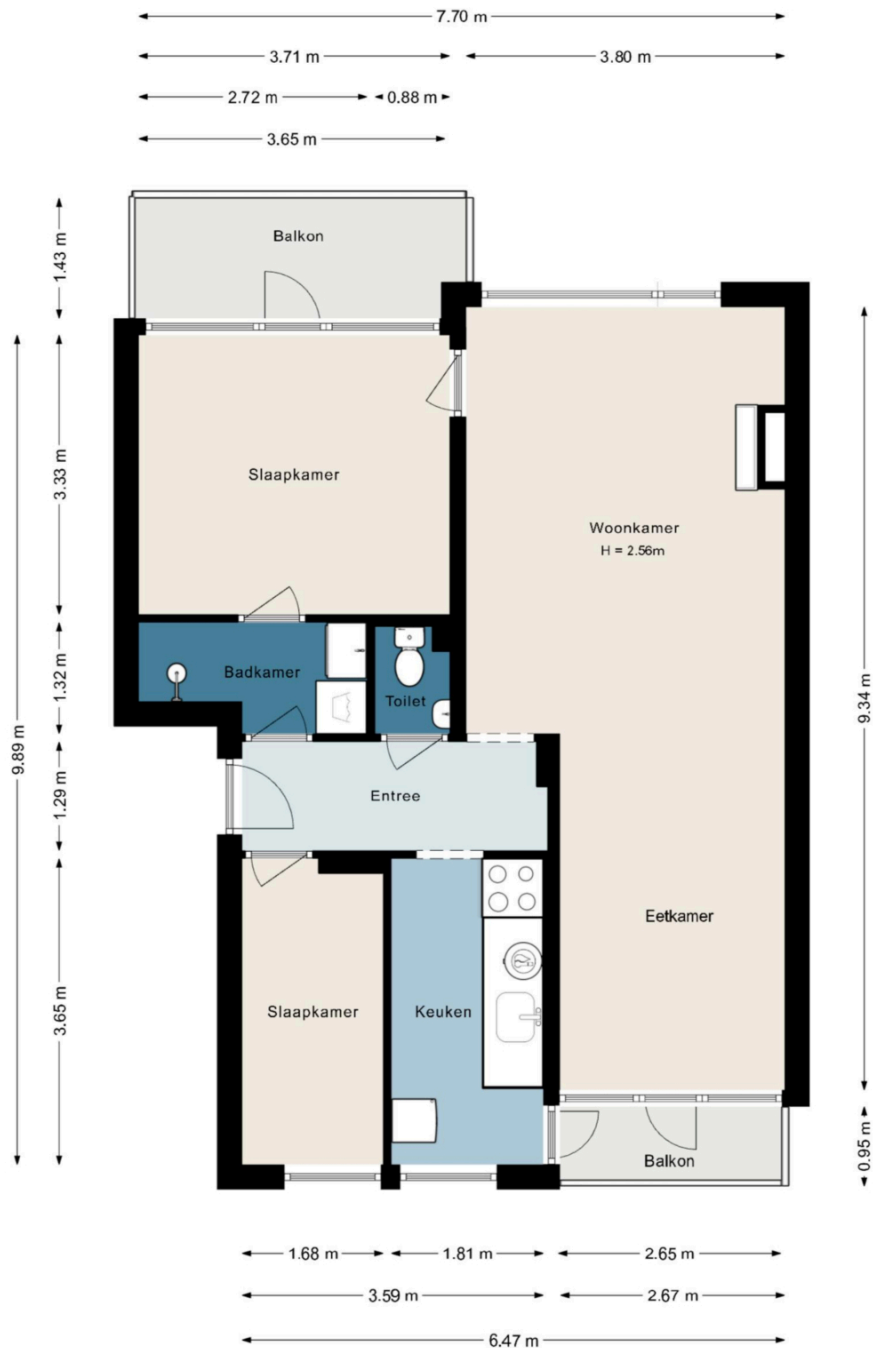 7.70 m
3.71 m
3.80 m
2.72 m
0.88 m
3.65 m
1.43 m
Balkon
3.33 m
Slaapkamer
Woonkamer
H = 2.56m
1.32 m
Badkamer
Toilet
9.89 m
9.34 m
1.29 m
Entree
Eetkamer
3.65 m
Slaapkamer
Keuken
0.95 m
Balkon
1.68 m
1.81 m
2.65 m
3.59 m
2.67 m
6.47 m